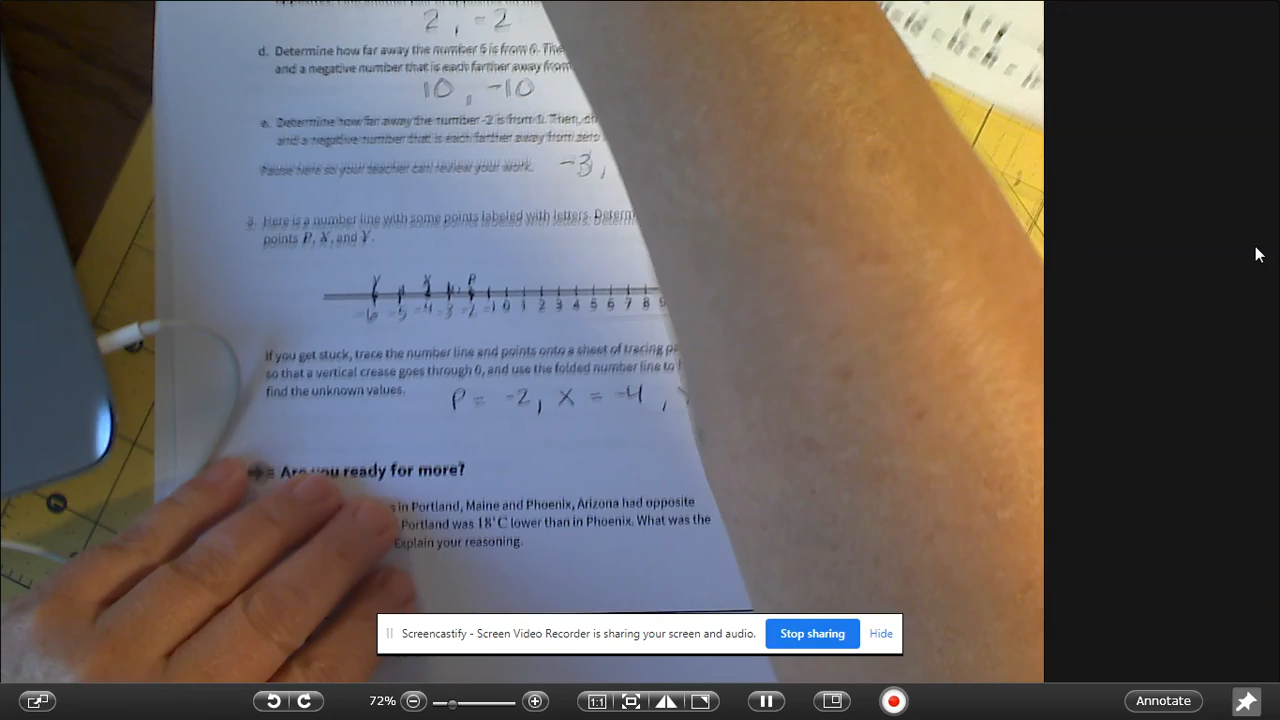 2, -2
d. Determine how far away the number 5 is from 0. The
and a negative number that is each farther away from
10, -10
e. Determine how far away the number -2 is from 0. Then, ch
and a negative number that is each farther away from zero
Pause here so your teacher can review your work. -3,
3. Here is a number line with some points labeled with letters. Determ
points P, X, and Y.
Y X P
-6 -5 -4 -3 -2 -1 0 1 2 3 4 5 6 7 8 9
If you get stuck, trace the number line and points onto a sheet of tracing pa
so that a vertical crease goes through 0, and use the folded number line to
find the unknown values.
P = -2, X = -4,
Are you ready for more?
s in Portland, Maine and Phoenix, Arizona had opposite
Portland was 18°C lower than in Phoenix. What was the
Explain your reasoning.
Screencastify - Screen Video Recorder is sharing your screen and audio. Stop sharing Hide
72% 1:1 Annotate